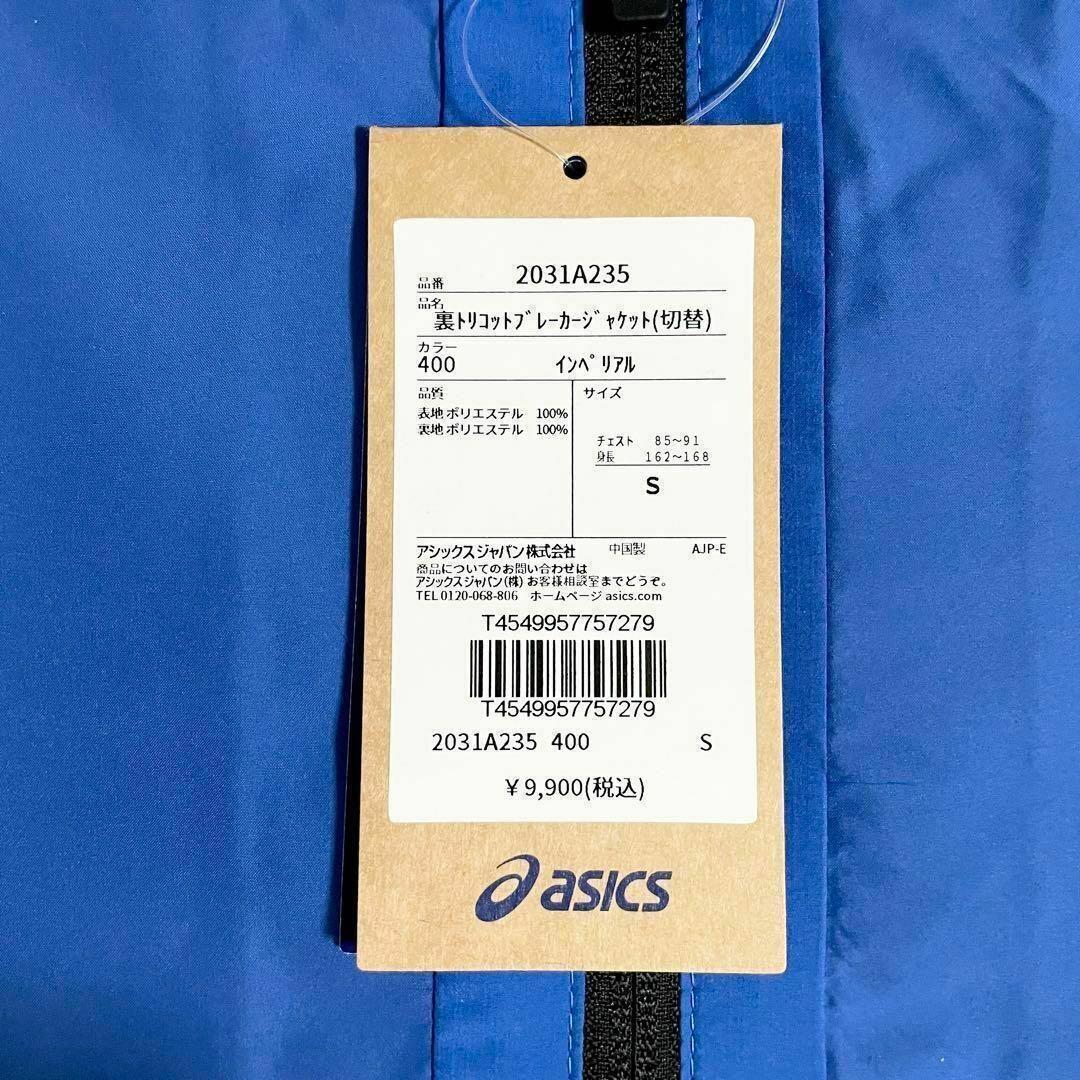 品番 2031A235
品名
裏ﾄﾘｺｯﾄﾌﾞﾚｰｶｰｼﾞｬｹｯﾄ(切替)
カラー
400 ｲﾝﾍﾟﾘｱﾙ
品質 サイズ
表地 ポリエステル 100%
裏地 ポリエステル 100%
チェスト 85～91
身長 162～168
S
アシックスジャパン株式会社 中国製 AJP-E
商品についてのお問い合わせは
アシックスジャパン(株) お客様相談室までどうぞ。
TEL 0120-068-806 ホームページ asics.com
T4549957757279
T4549957757279
2031A235 400 S
￥9,900(税込)
asics